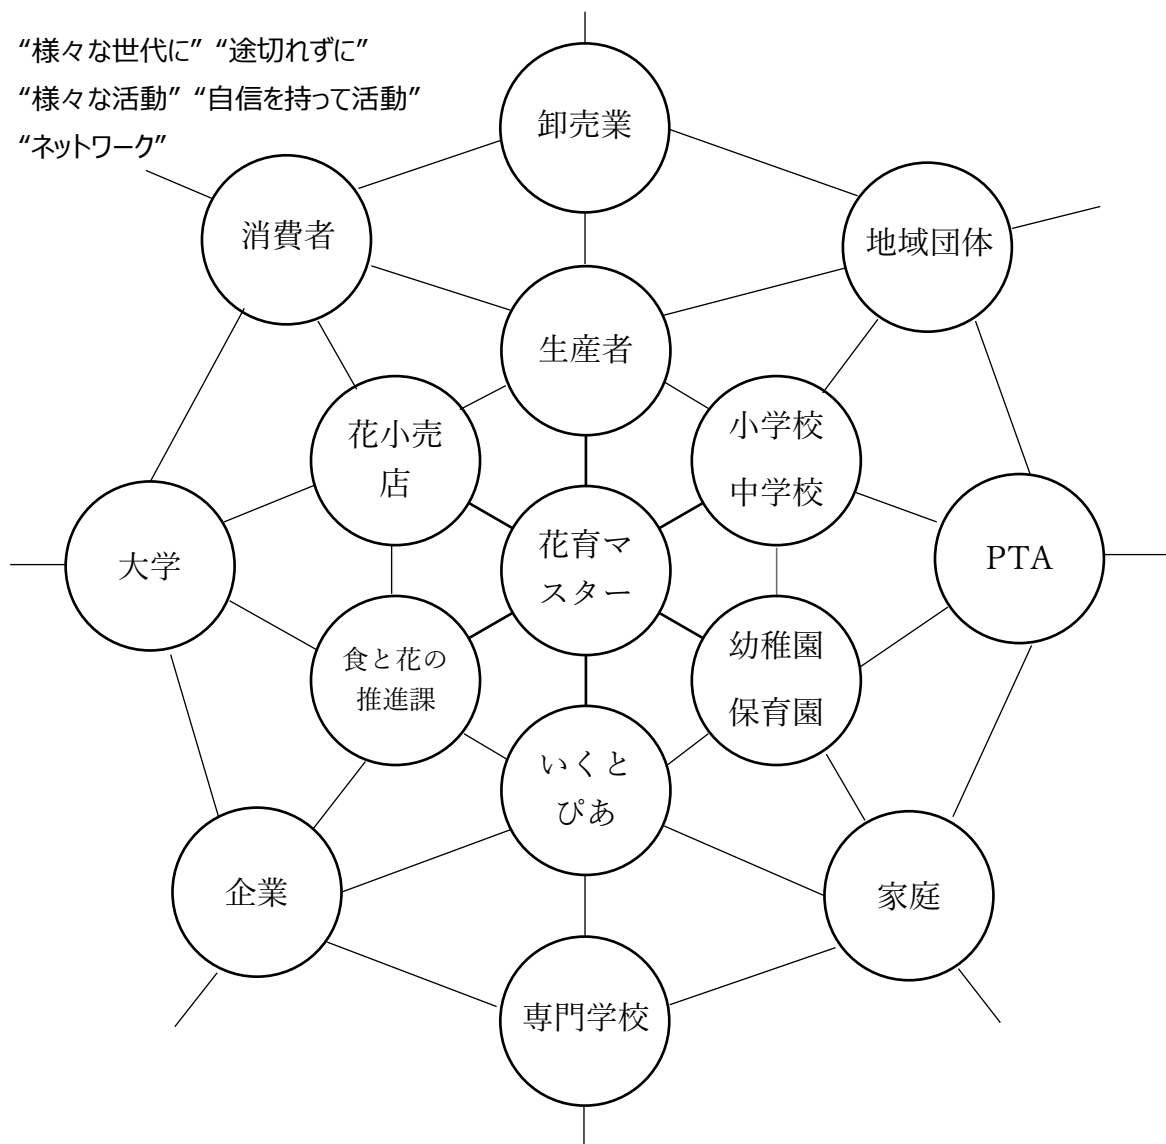 “様々な世代に” “途切れずに”
“様々な活動” “自信を持って活動”
“ネットワーク”
卸売業
消費者
地域団体
生産者
花小売
店
小学校
中学校
花育マ
スター
大学
PTA
食と花の
推進課
幼稚園
保育園
いくと
ぴあ
企業
家庭
専門学校